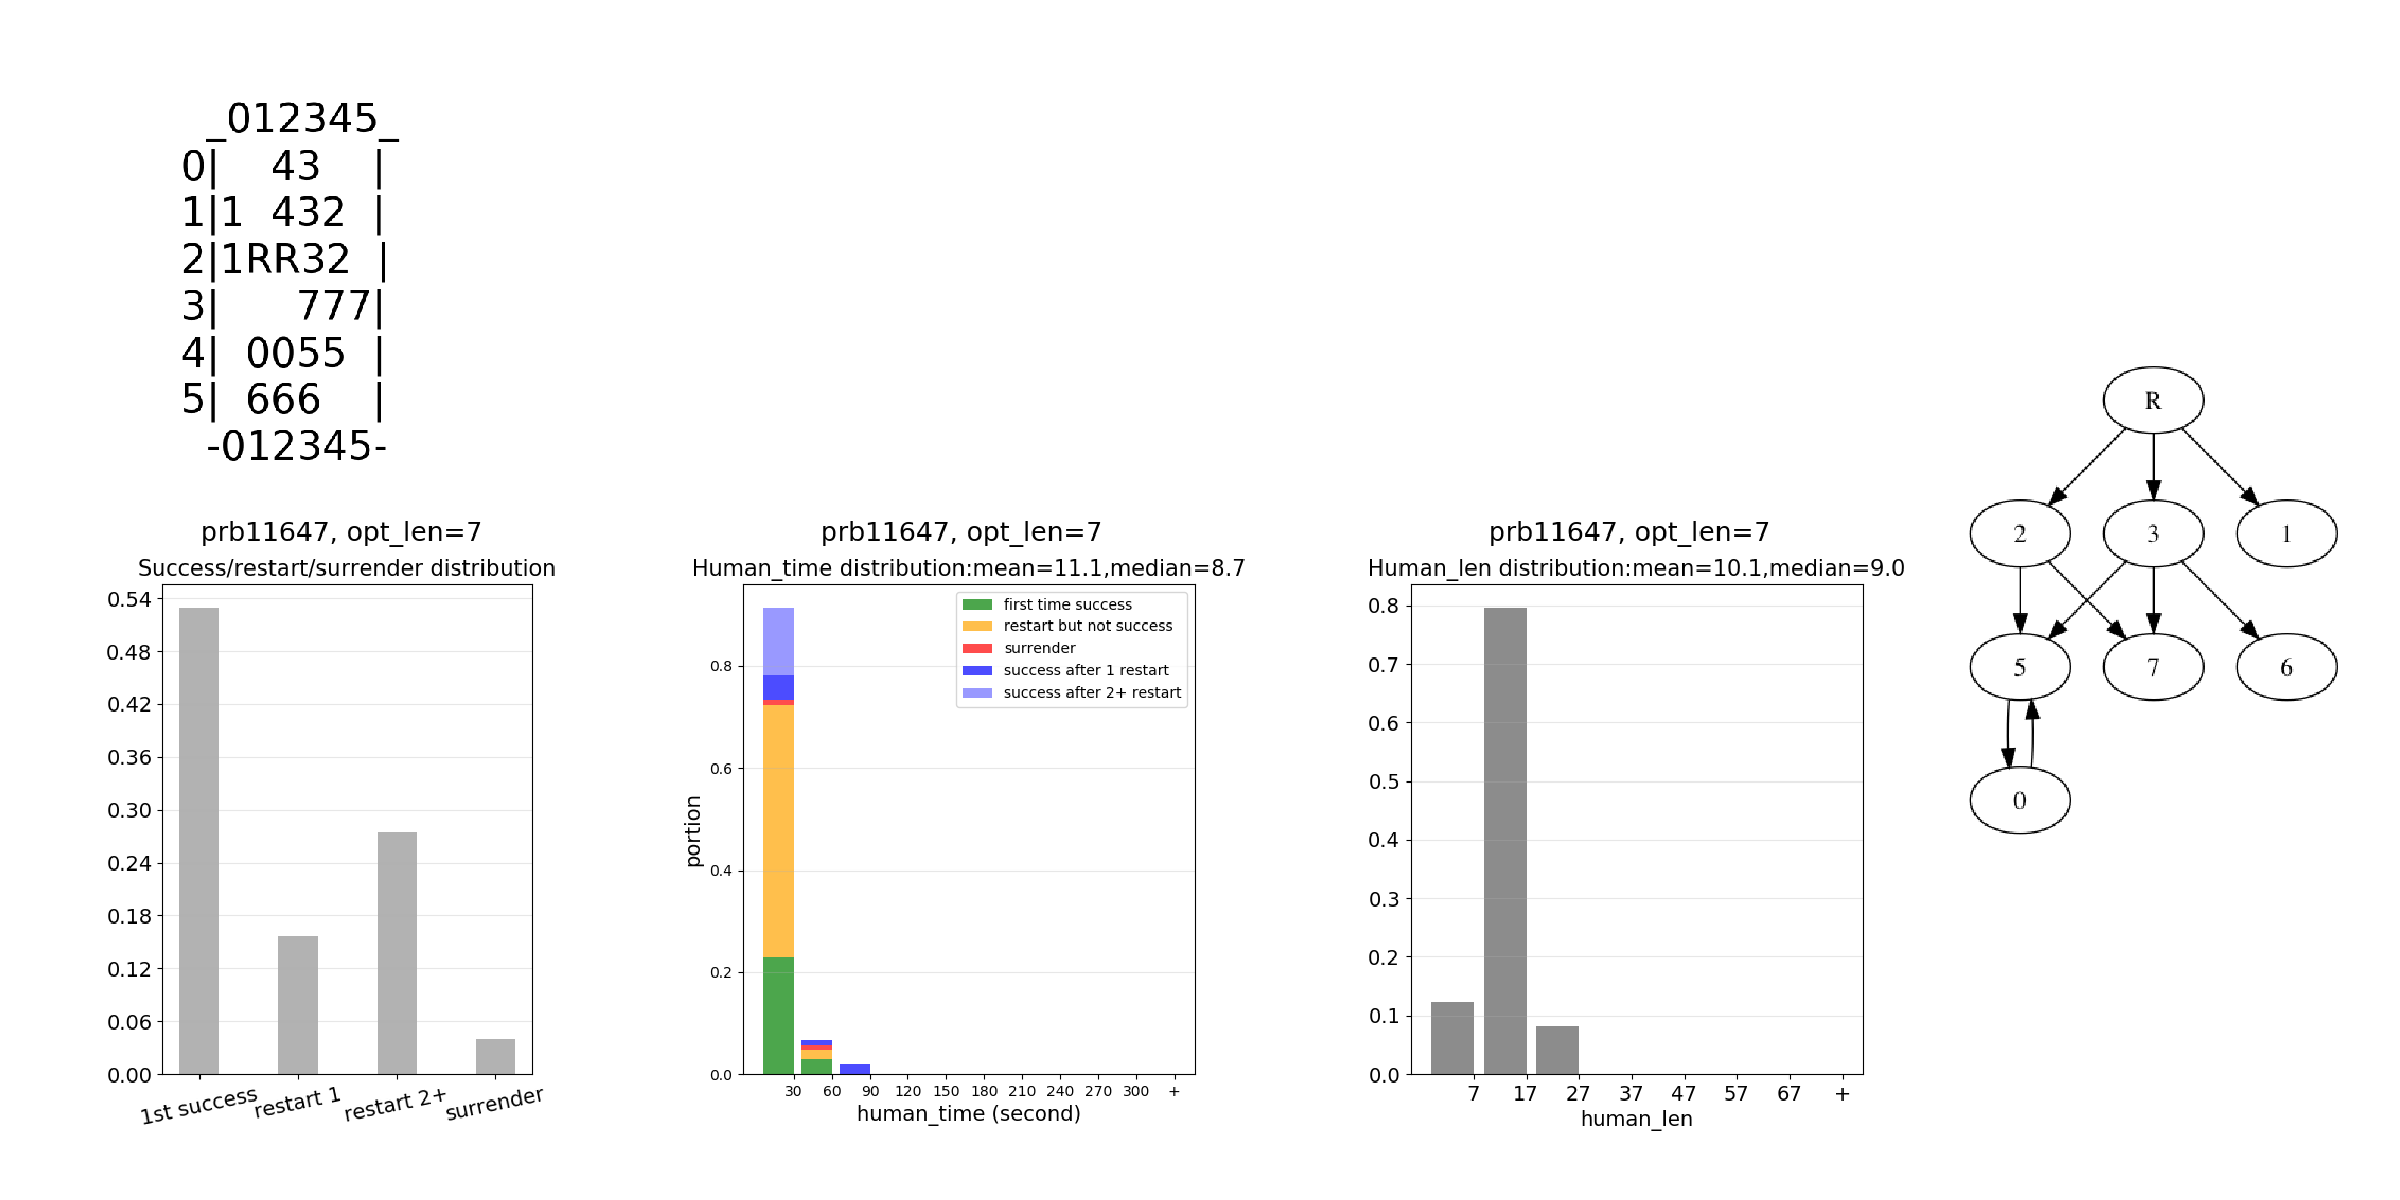 _012345_
0|  43  |
1|1 432 |
2|1RR32 |
3|   777|
4| 0055 |
5| 666  |
-012345-
prb11647, opt_len=7
Success/restart/surrender distribution
0.54
0.48
0.42
0.36
0.30
0.24
0.18
0.12
0.06
0.00
1st success restart 1 restart 2+ surrender
prb11647, opt_len=7
Human_time distribution:mean=11.1,median=8.7
first time success
restart but not success
surrender
success after 1 restart
success after 2+ restart
portion
0.8
0.6
0.4
0.2
0.0
30 60 90 120 150 180 210 240 270 300 +
human_time (second)
prb11647, opt_len=7
Human_len distribution:mean=10.1,median=9.0
0.8
0.7
0.6
0.5
0.4
0.3
0.2
0.1
0.0
7 17 27 37 47 57 67 +
human_len
R
2 3 1
5 7 6
0